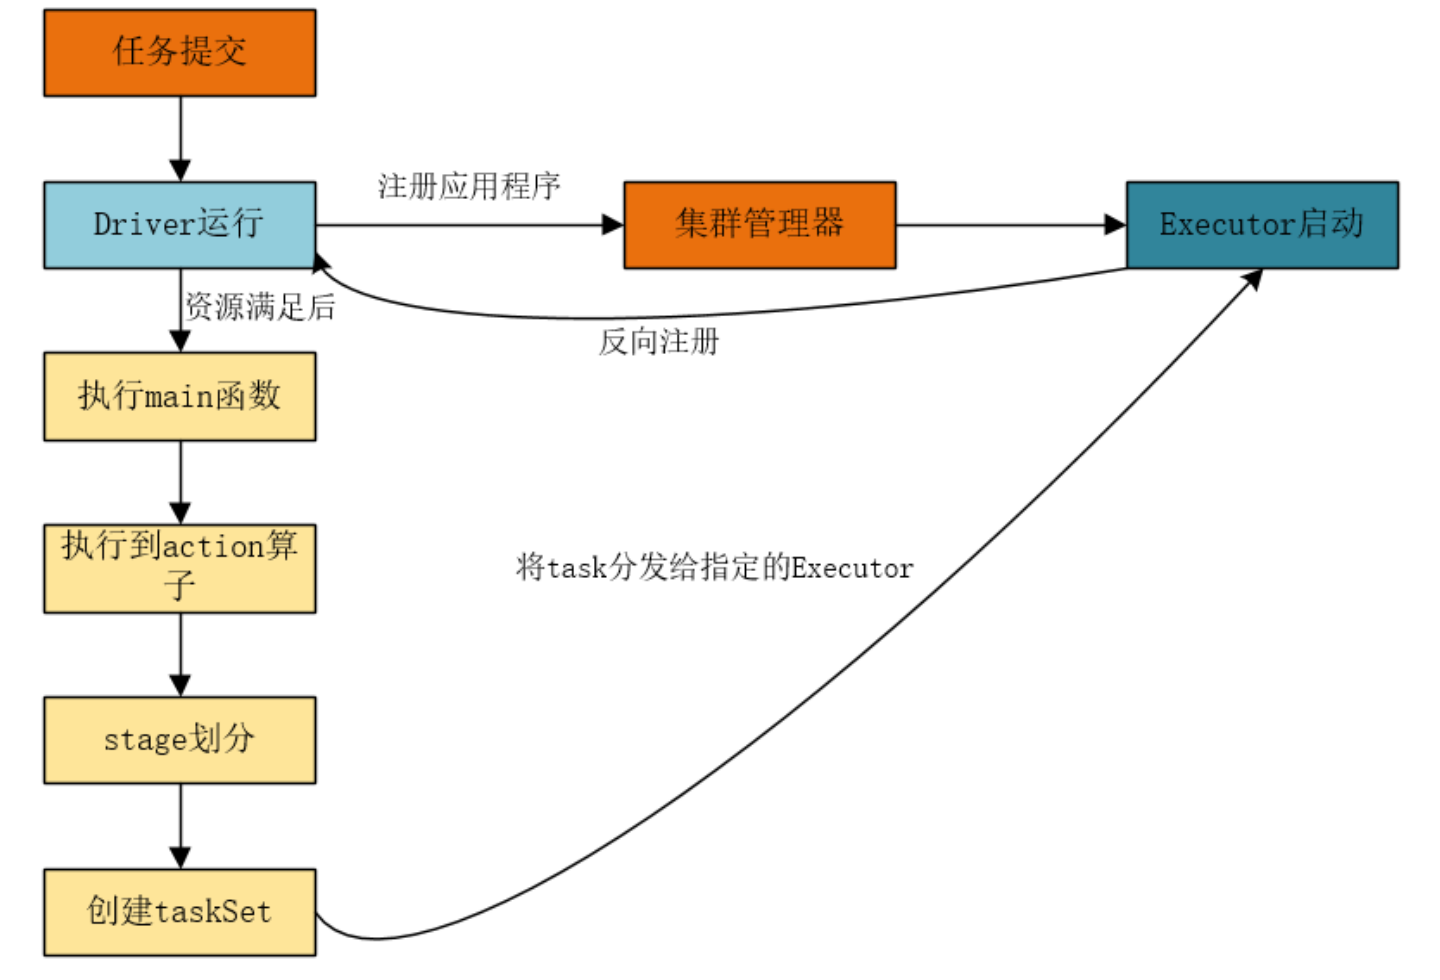 任务提交
注册应用程序
Driver运行
集群管理器
Executor启动
资源满足后
反向注册
执行main函数
执行到action算
子
将task分发给指定的Executor
stage划分
创建taskSet